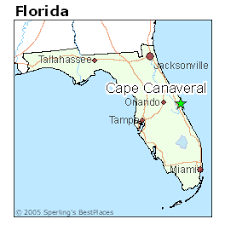 Florida
Tallahassee
Jacksonville
Cape Canaveral
Orlando
Tampa
Miami
© 2005 Sperling's BestPlaces